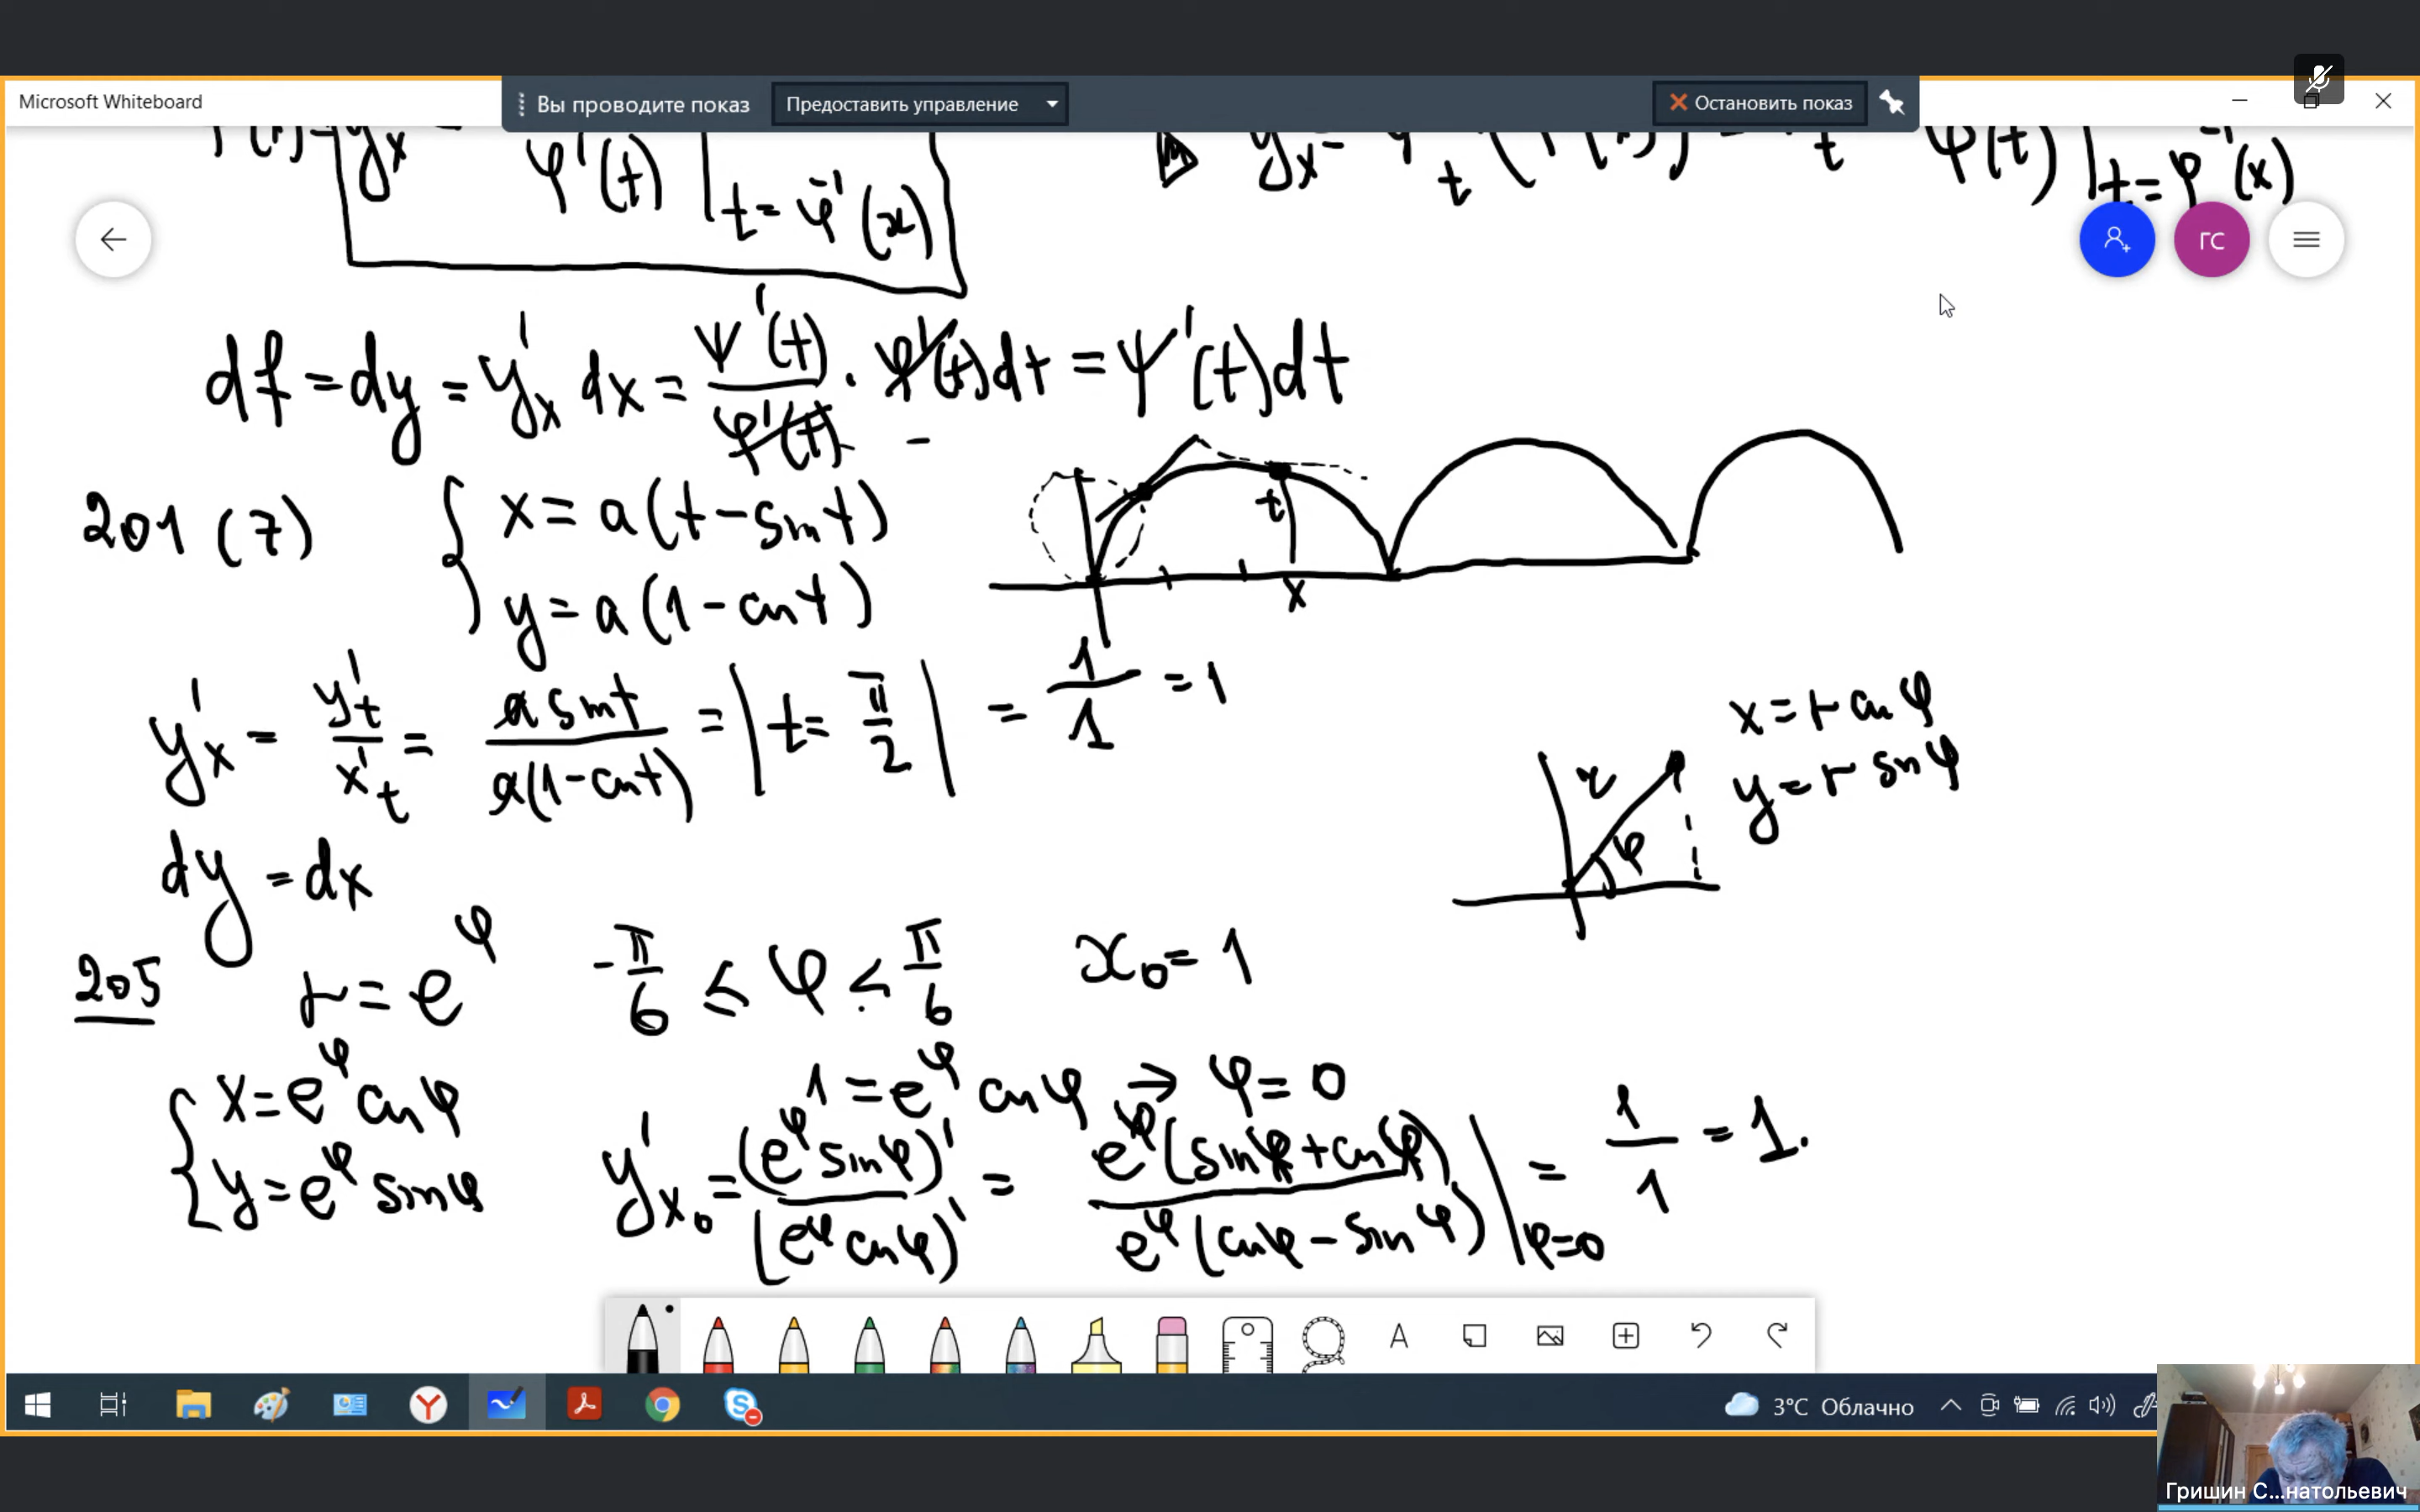 Microsoft Whiteboard
Вы проводите показ
Предоставить управление
Остановить показ
y'x = φ'(t) | t = φ⁻¹(x)
φ(t) | t = φ⁻¹(x)
ГС
df = dy = y'x dx = ψ'(t) / φ'(t) · φ'(t) dt = ψ'(t) dt
201 (7)
x = a(t - sin t)
y = a(1 - cos t)
t
x
y'x = y't / x't = a sin t / a(1 - cos t) = | t = π/2 | = 1/1 = 1
x = r cos φ
y = r sin φ
r
φ
dy = dx
205
r = e^φ
-π/6 ≤ φ ≤ π/6
x₀ = 1
x = e^φ cos φ
y = e^φ sin φ
1 = e^φ cos φ → φ = 0
y'x₀ = (e^φ sin φ)' / (e^φ cos φ)' = e^φ (sin φ + cos φ) / e^φ (cos φ - sin φ) | φ=0 = 1/1 = 1.
3°C Облачно
Гришин С...натольевич